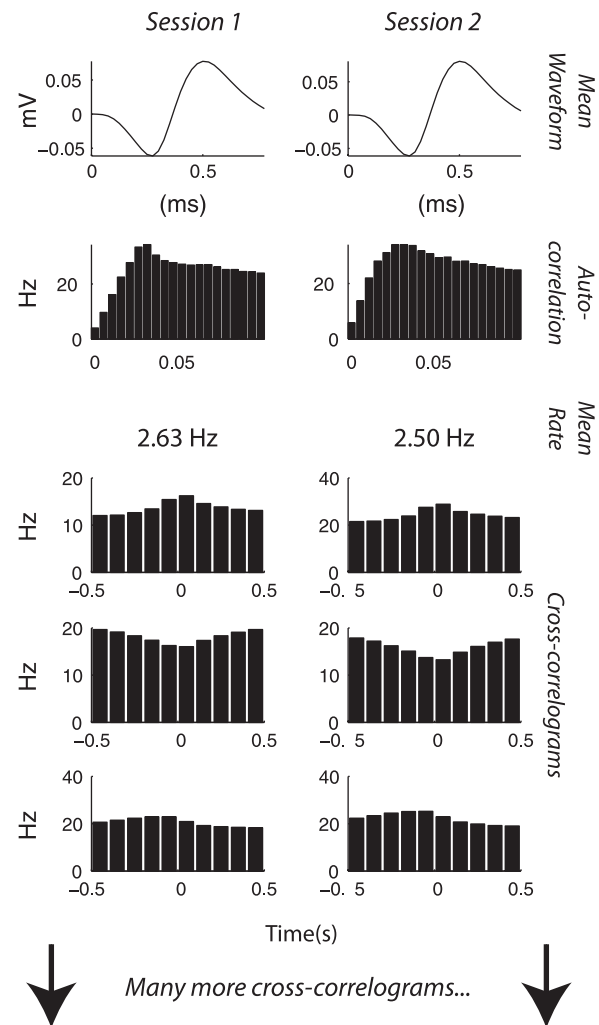 Session 1 Session 2
Mean Waveform
mV
0.05 0.05
0 0
−0.05 −0.05
0 0.5 0 0.5
(ms) (ms)
Auto-correlation
Hz
20 20
0 0
0 0.05 0 0.05
Mean Rate
2.63 Hz 2.50 Hz
Cross-correlograms
Hz
20 40
10 20
0 0
−0.5 0 0.5 −0. 5 0 0.5
Hz
20 20
10 10
0 0
−0.5 0 0.5 −0. 5 0 0.5
Hz
40 40
20 20
0 0
−0.5 0 0.5 −0. 5 0 0.5
Time(s)
Many more cross-correlograms...